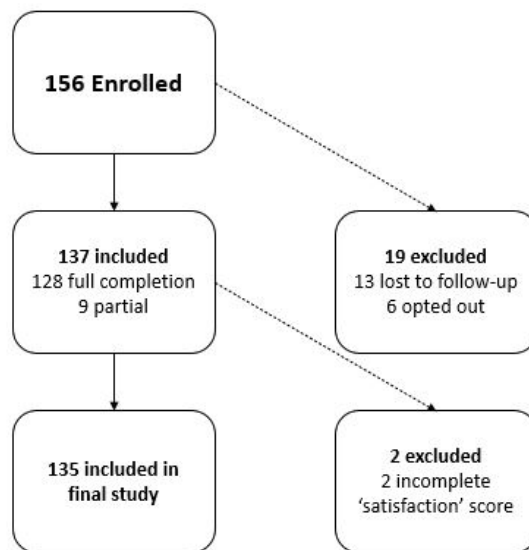 156 Enrolled
137 included
128 full completion
9 partial
19 excluded
13 lost to follow-up
6 opted out
135 included in
final study
2 excluded
2 incomplete
‘satisfaction’ score